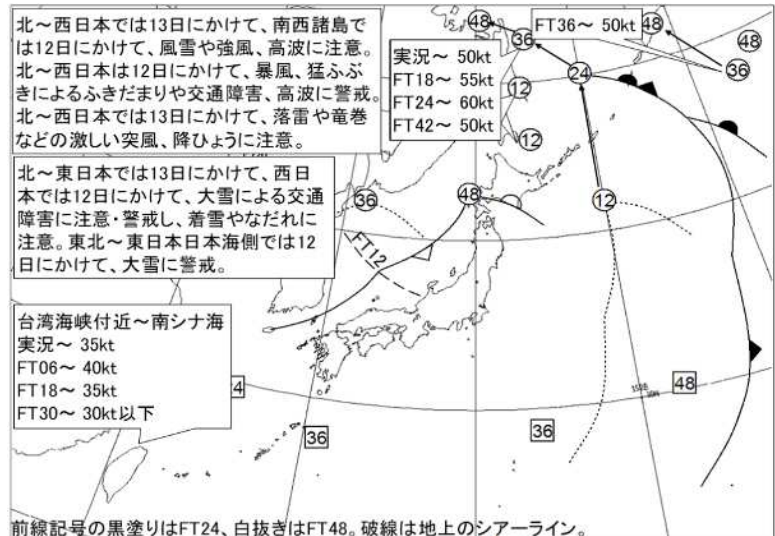 北～西日本では13日にかけて、南西諸島で
は12日にかけて、風雪や強風、高波に注意。
北～西日本は12日にかけて、暴風、猛ふぶ
きによるふきだまりや交通障害、高波に警戒。
北～西日本では13日にかけて、落雷や竜巻
などの激しい突風、降ひょうに注意。
実況～ 50kt
FT18～ 55kt
FT24～ 60kt
FT42～ 50kt
FT36～ 50kt
48
36
48
48
36
24
12
12
北～東日本では13日にかけて、西日
本では12日にかけて、大雪による交通
障害に注意・警戒し、着雪やなだれに
注意。東北～東日本日本海側では12
日にかけて、大雪に警戒。
36
48
12
FT12
台湾海峡付近～南シナ海
実況～ 35kt
FT06～ 40kt
FT18～ 35kt
FT30～ 30kt以下
48
36
36
前線記号の黒塗りはFT24、白抜きはFT48。破線は地上のシアーライン。